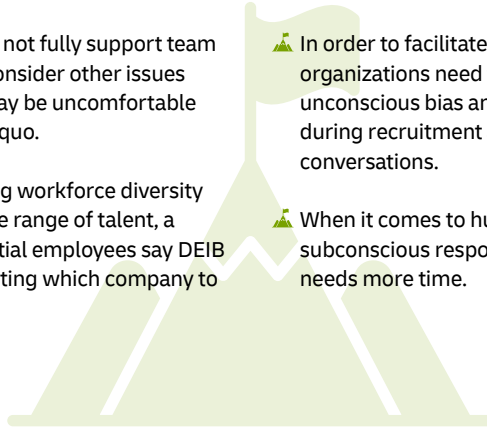 not fully support team
onsider other issues
ay be uncomfortable
quo.
g workforce diversity
e range of talent, a
tial employees say DEIB
ting which company to
In order to facilitate
organizations need
unconscious bias an
during recruitment
conversations.
When it comes to hu
subconscious respo
needs more time.